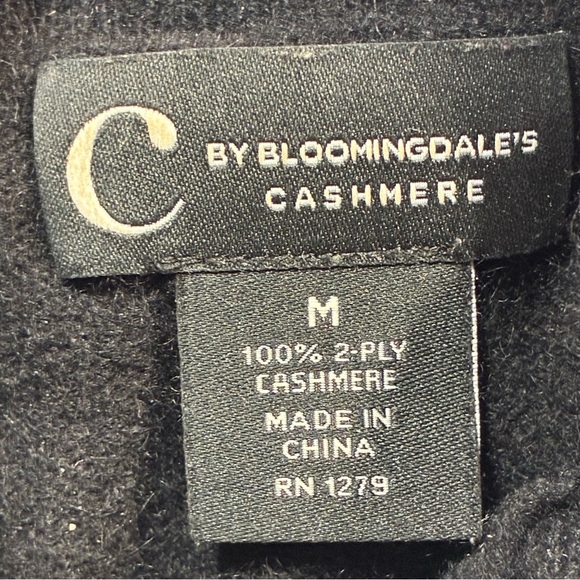 C
BY BLOOMINGDALE'S
CASHMERE
M
100% 2-PLY
CASHMERE
MADE IN
CHINA
RN 1279